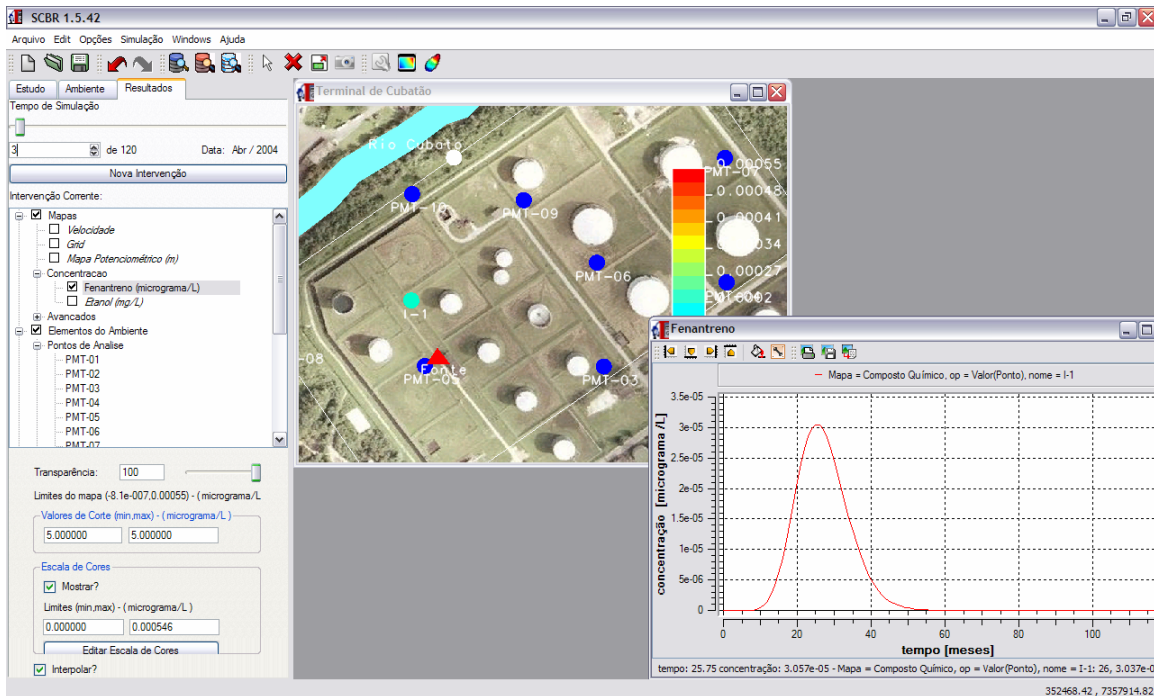 SCBR 1.5.42
Arquivo Edit Opções Simulação Windows Ajuda
Estudo Ambiente Resultados
Tempo de Simulação
3 de 120 Data: Abr / 2004
Nova Intervenção
Intervenção Corrente:
Mapas
Velocidade
Grid
Mapa Potenciométrico (m)
Concentracao
Fenantreno (micrograma/L)
Etanol (mg/L)
Avancados
Elementos do Ambiente
Pontos de Analise
PMT-01
PMT-02
PMT-03
PMT-04
PMT-05
PMT-06
PMT-07
Transparência: 100
Limites do mapa (-8.1e-007,0.00055) - ( micrograma/L
Valores de Corte (min,max) - ( micrograma/L )
5.000000 5.000000
Escala de Cores
Mostrar?
Limites (min,max) - ( micrograma/L )
0.000000 0.000546
Editar Escala de Cores
Interpolar?
Terminal de Cubatão
Rio Cubato
PMT-10
PMT-09
PMT-07
0.00055
0.00048
0.00041
0.00027
PMT-06
I-1
-08
Fonte
PMT-05
PMT-03
Fenantreno
Mapa = Composto Químico, op = Valor(Ponto), nome = I-1
concentração [micrograma /L]
3.5e-05
3e-05
2.5e-05
2e-05
1.5e-05
1e-05
5e-06
0
0 20 40 60 80 100
tempo [meses]
tempo: 25.75 concentração: 3.057e-05 - Mapa = Composto Químico, op = Valor(Ponto), nome = I-1: 26, 3.037e-0
352468.42 , 7357914.82